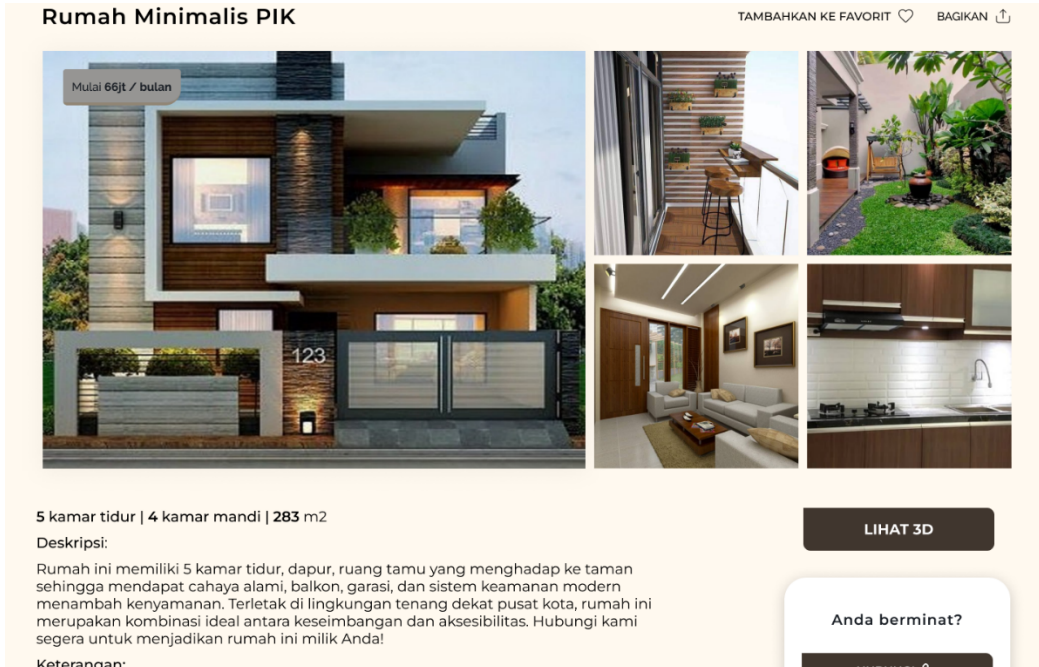 Rumah Minimalis PIK
TAMBAHKAN KE FAVORIT
BAGIKAN
Mulai 66jt / bulan
123
5 kamar tidur | 4 kamar mandi | 283 m2
LIHAT 3D
Deskripsi:
Rumah ini memiliki 5 kamar tidur, dapur, ruang tamu yang menghadap ke taman
sehingga mendapat cahaya alami, balkon, garasi, dan sistem keamanan modern
menambah kenyamanan. Terletak di lingkungan tenang dekat pusat kota, rumah ini
merupakan kombinasi ideal antara keseimbangan dan aksesibilitas. Hubungi kami
segera untuk menjadikan rumah ini milik Anda!
Anda berminat?
Keterangan: